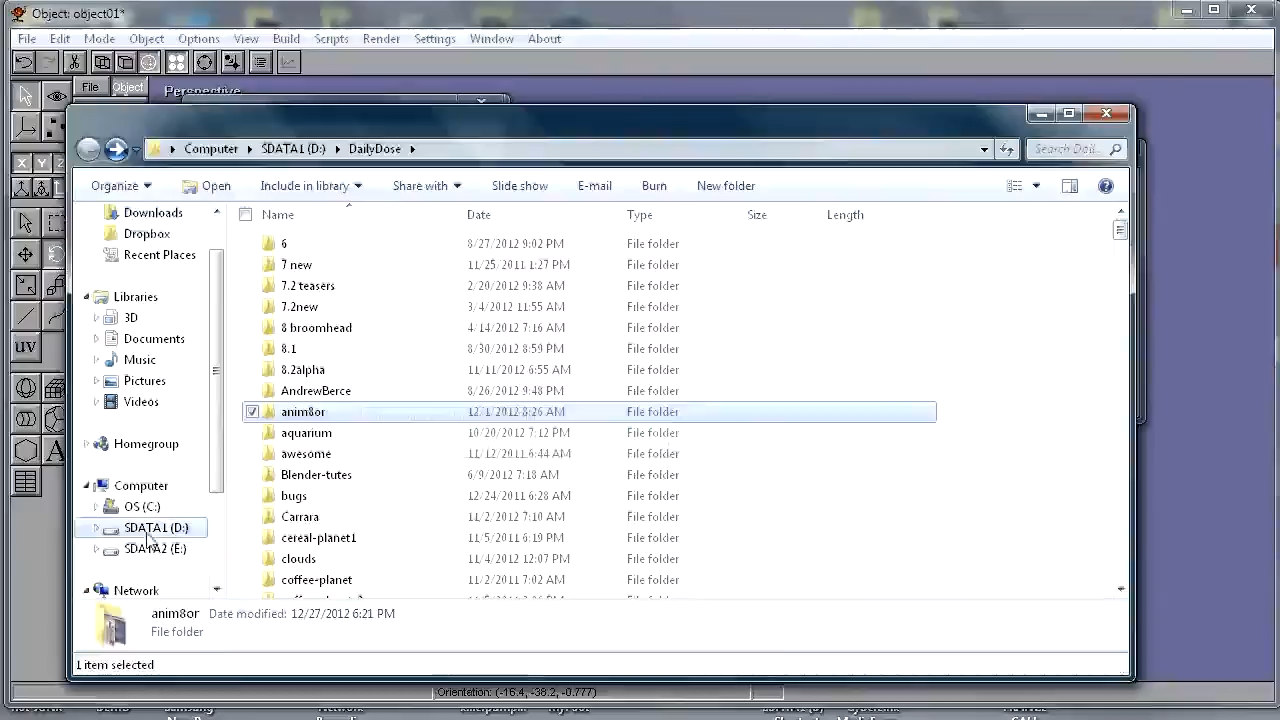 Object: object01*
File Edit Mode Object Options View Build Scripts Render Settings Window About
File Object Perspective
Computer SDATA1 (D:) DailyDose Search Dail...
Organize Open Include in library Share with Slide show E-mail Burn New folder
Downloads
Dropbox
Recent Places
Libraries
3D
Documents
Music
Pictures
Videos
Homegroup
Computer
OS (C:)
SDATA1 (D:)
SDATA2 (E:)
Network
Name Date Type Size Length
6 8/27/2012 9:02 PM File folder
7 new 11/25/2011 1:27 PM File folder
7.2 teasers 2/20/2012 9:38 AM File folder
7.2new 3/4/2012 11:55 AM File folder
8 broomhead 4/14/2012 7:16 AM File folder
8.1 8/30/2012 8:59 PM File folder
8.2alpha 11/11/2012 6:55 AM File folder
AndrewBerce 8/26/2012 9:48 PM File folder
anim8or 12/1/2012 8:26 AM File folder
aquarium 10/20/2012 7:12 PM File folder
awesome 11/12/2011 6:44 AM File folder
Blender-tutes 6/9/2012 7:18 AM File folder
bugs 12/24/2011 6:28 AM File folder
Carrara 11/2/2012 7:10 AM File folder
cereal-planet1 11/5/2011 6:19 PM File folder
clouds 11/4/2012 12:07 PM File folder
coffee-planet 11/2/2011 7:02 AM File folder
X Y Z
UV
A
anim8or Date modified: 12/27/2012 6:21 PM
File folder
1 item selected
Orientation: (-16.4, -36.2, -0.777)